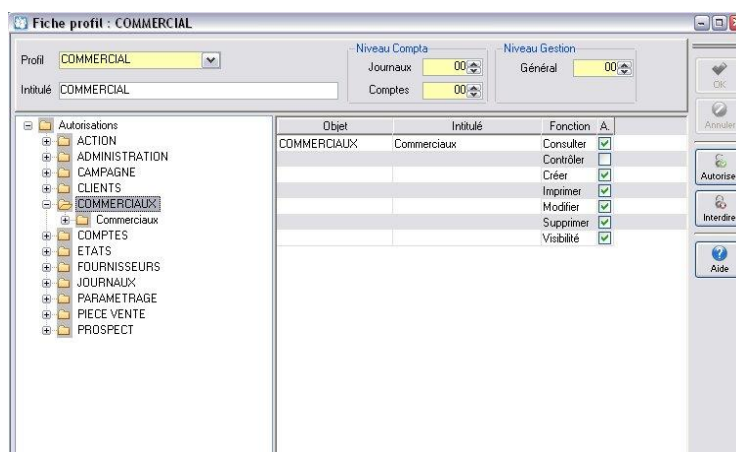 Fiche profil : COMMERCIAL
Niveau Compta
Niveau Gestion
Profil COMMERCIAL
Journaux 00
Général 00
Intitulé COMMERCIAL
Comptes 00
OK
Annuler
Autorise
Interdire
Aide
Autorisations
ACTION
ADMINISTRATION
CAMPAGNE
CLIENTS
COMMERCIAUX
Commerciaux
COMPTES
ETATS
FOURNISSEURS
JOURNAUX
PARAMETRAGE
PIECE VENTE
PROSPECT
Objet Intitulé Fonction A.
COMMERCIAUX Commerciaux Consulter
Contrôler
Créer
Imprimer
Modifier
Supprimer
Visibilité